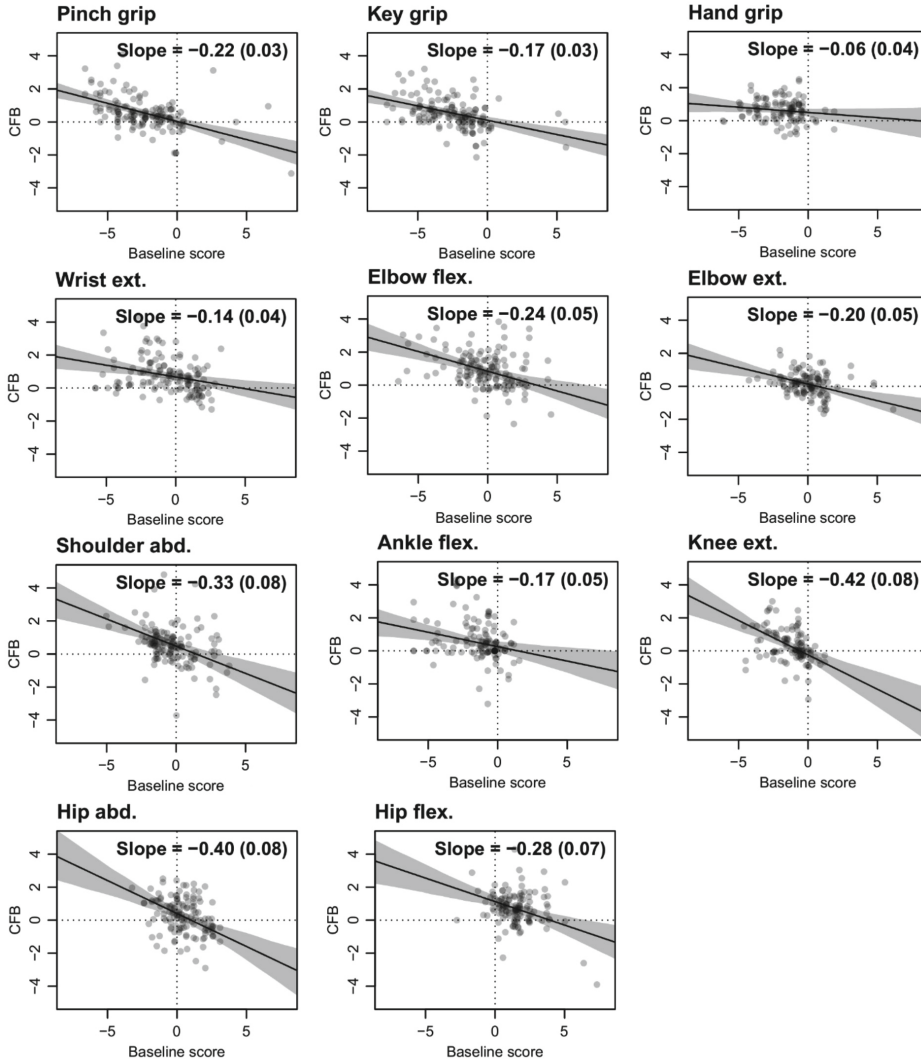 Pinch grip
Slope = −0.22 (0.03)
CFB
4
2
0
−2
−4
−5
0
5
Baseline score
Key grip
Slope = −0.17 (0.03)
CFB
4
2
0
−2
−4
−5
0
5
Baseline score
Hand grip
Slope = −0.06 (0.04)
CFB
4
2
0
−2
−4
−5
0
5
Baseline score
Wrist ext.
Slope = −0.14 (0.04)
CFB
4
2
0
−2
−4
−5
0
5
Baseline score
Elbow flex.
Slope = −0.24 (0.05)
CFB
4
2
0
−2
−4
−5
0
5
Baseline score
Elbow ext.
Slope = −0.20 (0.05)
CFB
4
2
0
−2
−4
−5
0
5
Baseline score
Shoulder abd.
Slope = −0.33 (0.08)
CFB
4
2
0
−2
−4
−5
0
5
Baseline score
Ankle flex.
Slope = −0.17 (0.05)
CFB
4
2
0
−2
−4
−5
0
5
Baseline score
Knee ext.
Slope = −0.42 (0.08)
CFB
4
2
0
−2
−4
−5
0
5
Baseline score
Hip abd.
Slope = −0.40 (0.08)
CFB
4
2
0
−2
−4
−5
0
5
Baseline score
Hip flex.
Slope = −0.28 (0.07)
CFB
4
2
0
−2
−4
−5
0
5
Baseline score